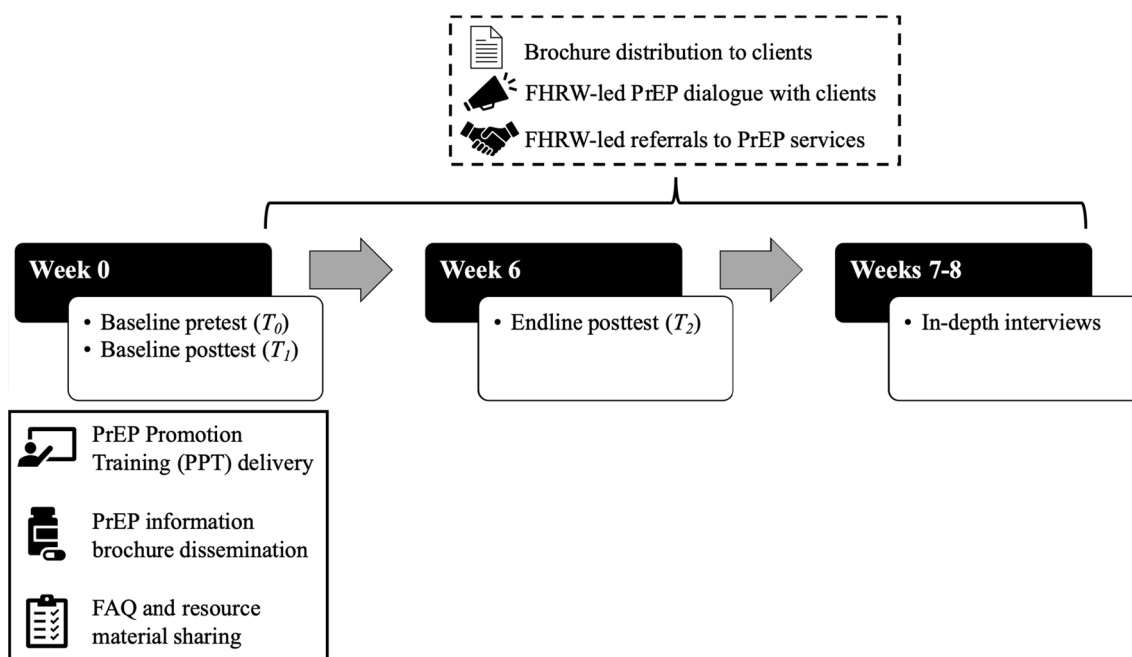 Brochure distribution to clients
FHRW-led PrEP dialogue with clients
FHRW-led referrals to PrEP services
Week 0
• Baseline pretest (T0)
• Baseline posttest (T1)
Week 6
• Endline posttest (T2)
Weeks 7-8
• In-depth interviews
PrEP Promotion
Training (PPT) delivery
PrEP information
brochure dissemination
FAQ and resource
material sharing